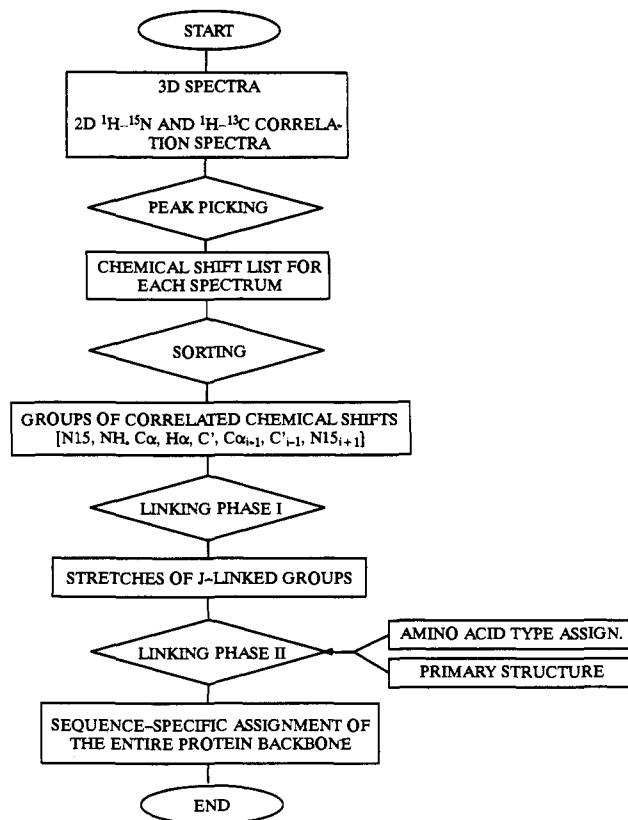 START
3D SPECTRA
2D ¹H–¹⁵N AND ¹H–¹³C CORRELA-
TION SPECTRA
PEAK PICKING
CHEMICAL SHIFT LIST FOR
EACH SPECTRUM
SORTING
GROUPS OF CORRELATED CHEMICAL SHIFTS
[N15, NH, Cα, Hα, C', Cαᵢ₋₁, C'ᵢ₋₁, N15ᵢ₊₁}
LINKING PHASE I
STRETCHES OF J–LINKED GROUPS
LINKING PHASE II
AMINO ACID TYPE ASSIGN.
PRIMARY STRUCTURE
SEQUENCE–SPECIFIC ASSIGNMENT OF
THE ENTIRE PROTEIN BACKBONE
END